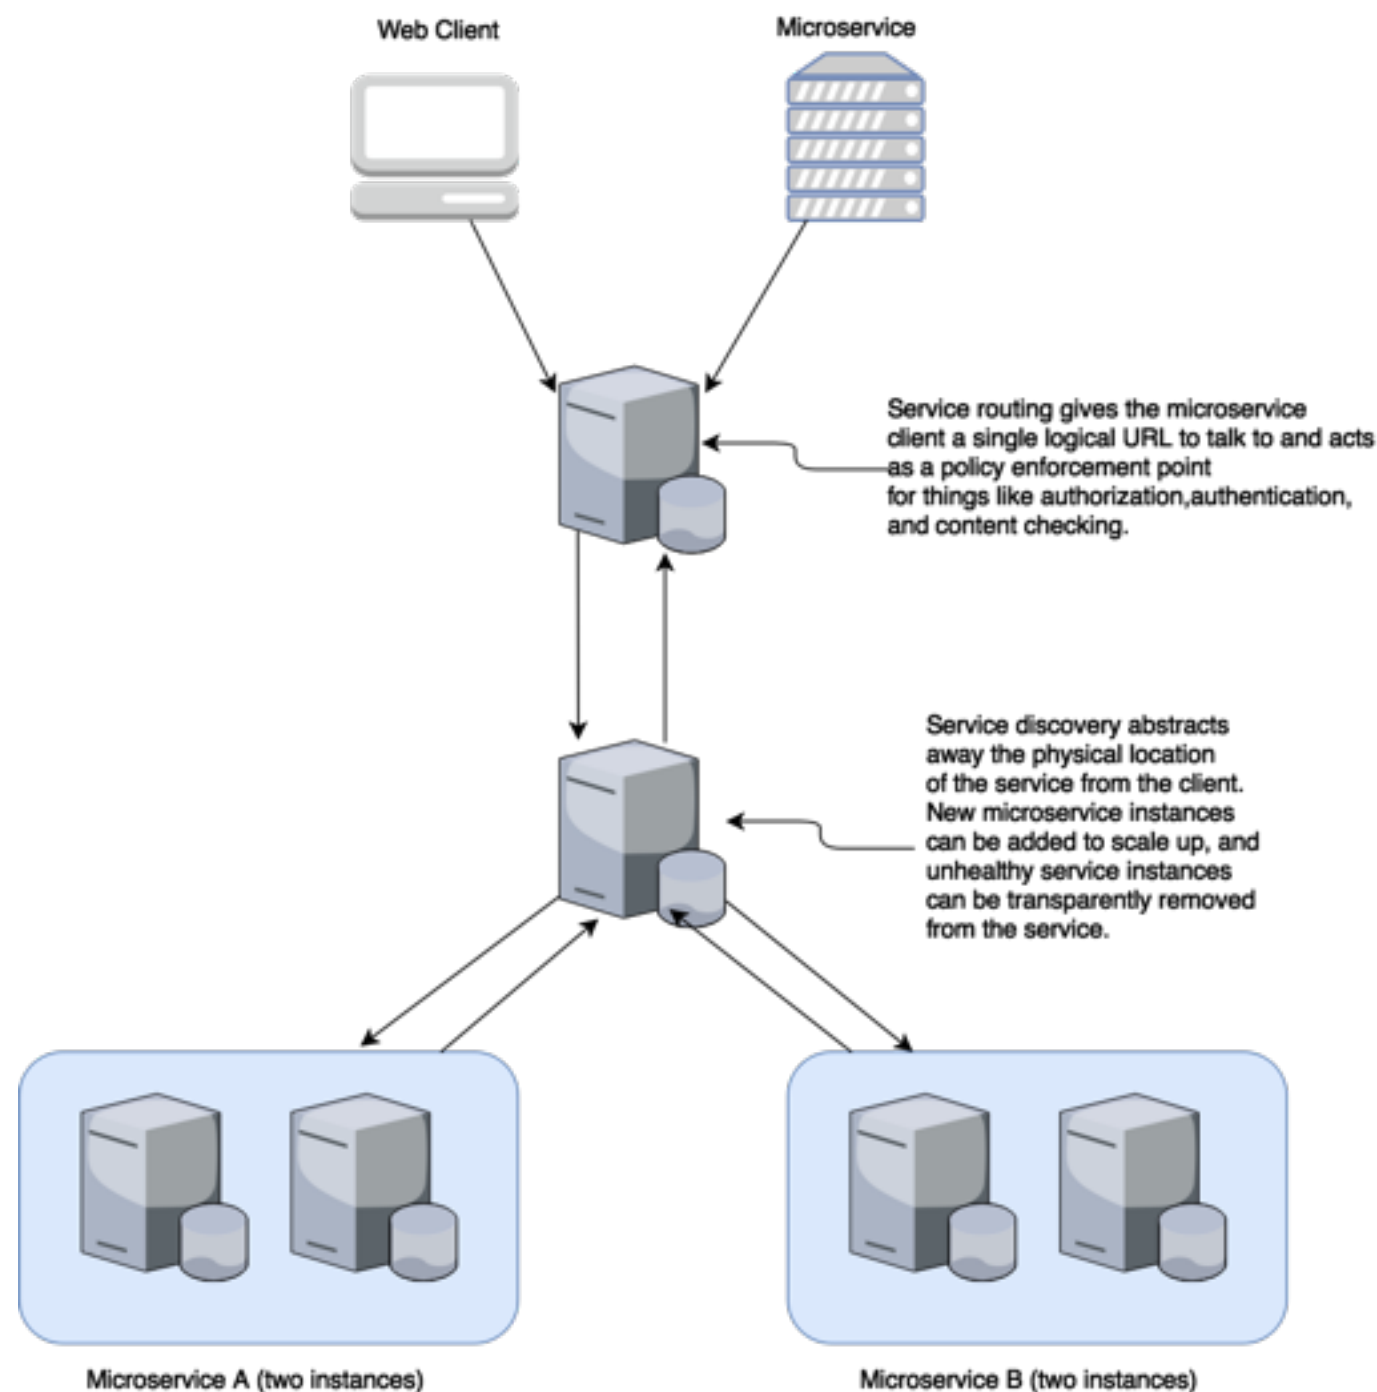 Web Client
Microservice
Service routing gives the microservice
client a single logical URL to talk to and acts
as a policy enforcement point
for things like authorization,authentication,
and content checking.
Service discovery abstracts
away the physical location
of the service from the client.
New microservice instances
can be added to scale up, and
unhealthy service instances
can be transparently removed
from the service.
Microservice A (two instances)
Microservice B (two instances)